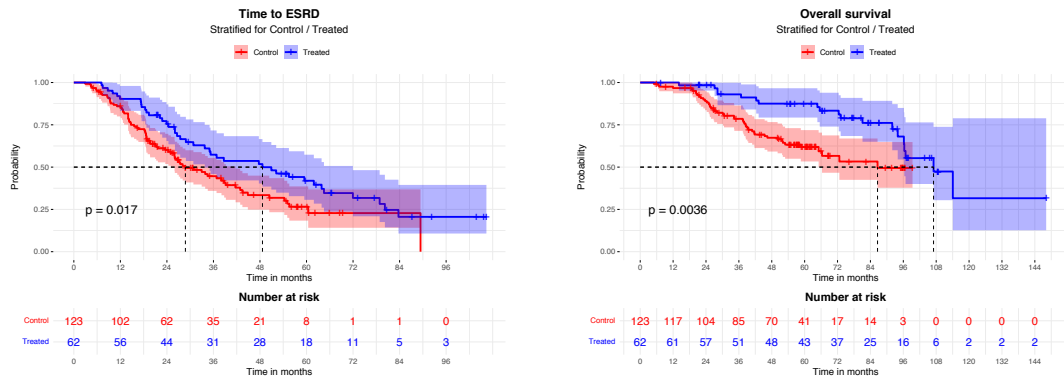 Time to ESRD
Stratified for Control / Treated
Control Treated
Probability
1.00
0.75
0.50
0.25
0.00
p = 0.017
0 12 24 36 48 60 72 84 96
Time in months
Number at risk
Control 123 102 62 35 21 8 1 1 0
Treated 62 56 44 31 28 18 11 5 3
0 12 24 36 48 60 72 84 96
Time in months
Overall survival
Stratified for Control / Treated
Control Treated
Probability
1.00
0.75
0.50
0.25
0.00
p = 0.0036
0 12 24 36 48 60 72 84 96 108 120 132 144
Time in months
Number at risk
Control 123 117 104 85 70 41 17 14 3 0 0 0 0
Treated 62 61 57 51 48 43 37 25 16 6 2 2 2
0 12 24 36 48 60 72 84 96 108 120 132 144
Time in months